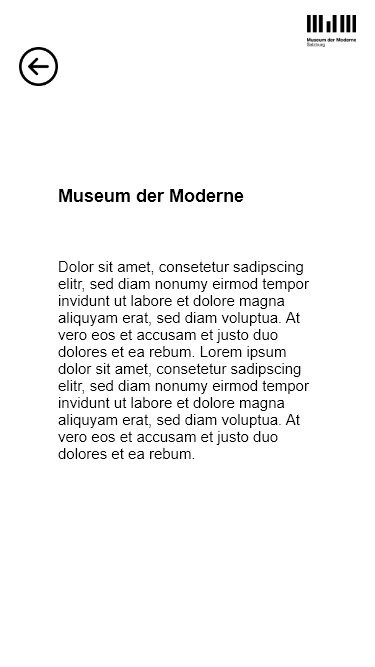 Museum der Moderne
Salzburg
Museum der Moderne
Dolor sit amet, consetetur sadipscing
elitr, sed diam nonumy eirmod tempor
invidunt ut labore et dolore magna
aliquyam erat, sed diam voluptua. At
vero eos et accusam et justo duo
dolores et ea rebum. Lorem ipsum
dolor sit amet, consetetur sadipscing
elitr, sed diam nonumy eirmod tempor
invidunt ut labore et dolore magna
aliquyam erat, sed diam voluptua. At
vero eos et accusam et justo duo
dolores et ea rebum.